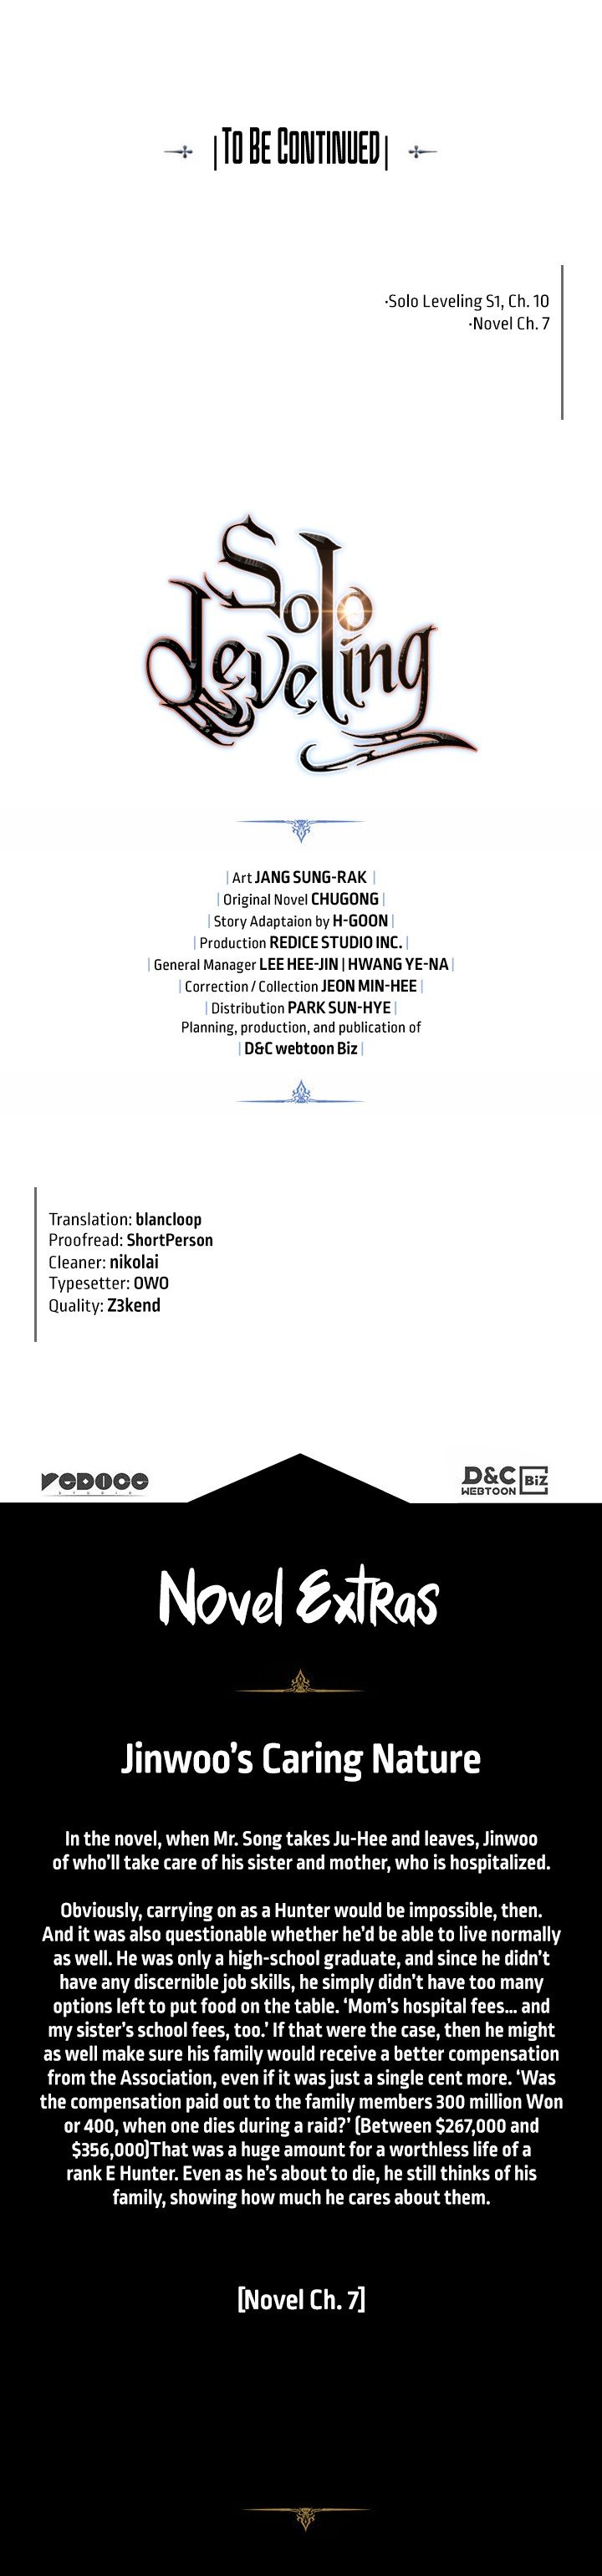 To Be Continued
·Solo Leveling S1, Ch. 10
·Novel Ch. 7
Solo
Leveling
| Art JANG SUNG-RAK |
| Original Novel CHUGONG |
| Story Adaptaion by H-GOON |
| Production REDICE STUDIO INC. |
| General Manager LEE HEE-JIN | HWANG YE-NA |
| Correction / Collection JEON MIN-HEE |
| Distribution PARK SUN-HYE |
Planning, production, and publication of
| D&C webtoon Biz |
Translation: blancloop
Proofread: ShortPerson
Cleaner: nikolai
Typesetter: OWO
Quality: Z3kend
REDICE
STUDIO
D&C
WEBTOON
BiZ
Novel Extras
Jinwoo's Caring Nature
In the novel, when Mr. Song takes Ju-Hee and leaves, Jinwoo
of who'll take care of his sister and mother, who is hospitalized.
Obviously, carrying on as a Hunter would be impossible, then.
And it was also questionable whether he'd be able to live normally
as well. He was only a high-school graduate, and since he didn't
have any discernible job skills, he simply didn't have too many
options left to put food on the table. 'Mom's hospital fees... and
my sister's school fees, too.' If that were the case, then he might
as well make sure his family would receive a better compensation
from the Association, even if it was just a single cent more. 'Was
the compensation paid out to the family members 300 million Won
or 400, when one dies during a raid?' (Between $267,000 and
$356,000)That was a huge amount for a worthless life of a
rank E Hunter. Even as he's about to die, he still thinks of his
family, showing how much he cares about them.
[Novel Ch. 7]